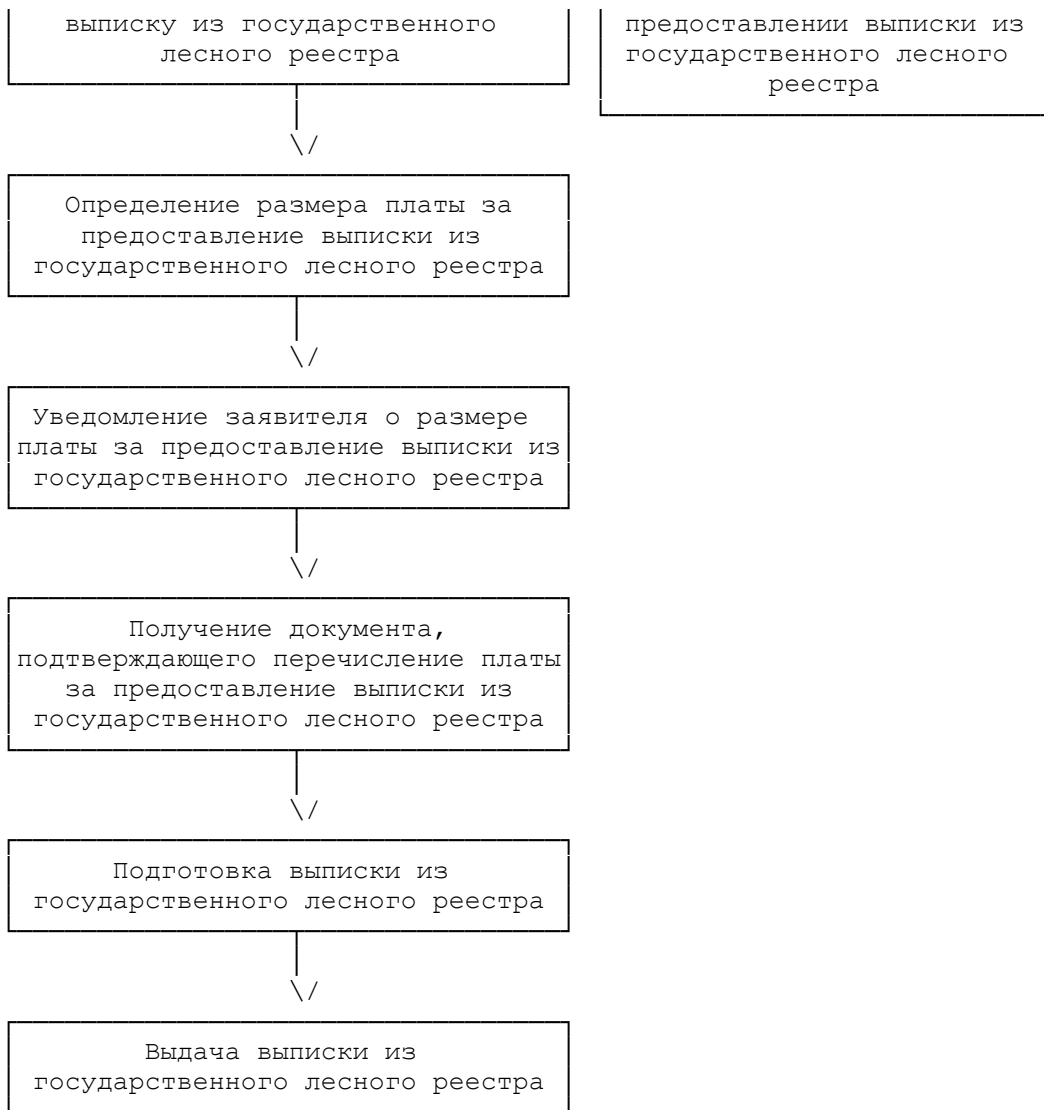 выписку из государственного
лесного реестра
предоставлении выписки из
государственного лесного
реестра
Определение размера платы за
предоставление выписки из
государственного лесного реестра
Уведомление заявителя о размере
платы за предоставление выписки из
государственного лесного реестра
Получение документа,
подтверждающего перечисление платы
за предоставление выписки из
государственного лесного реестра
Подготовка выписки из
государственного лесного реестра
Выдача выписки из
государственного лесного реестра